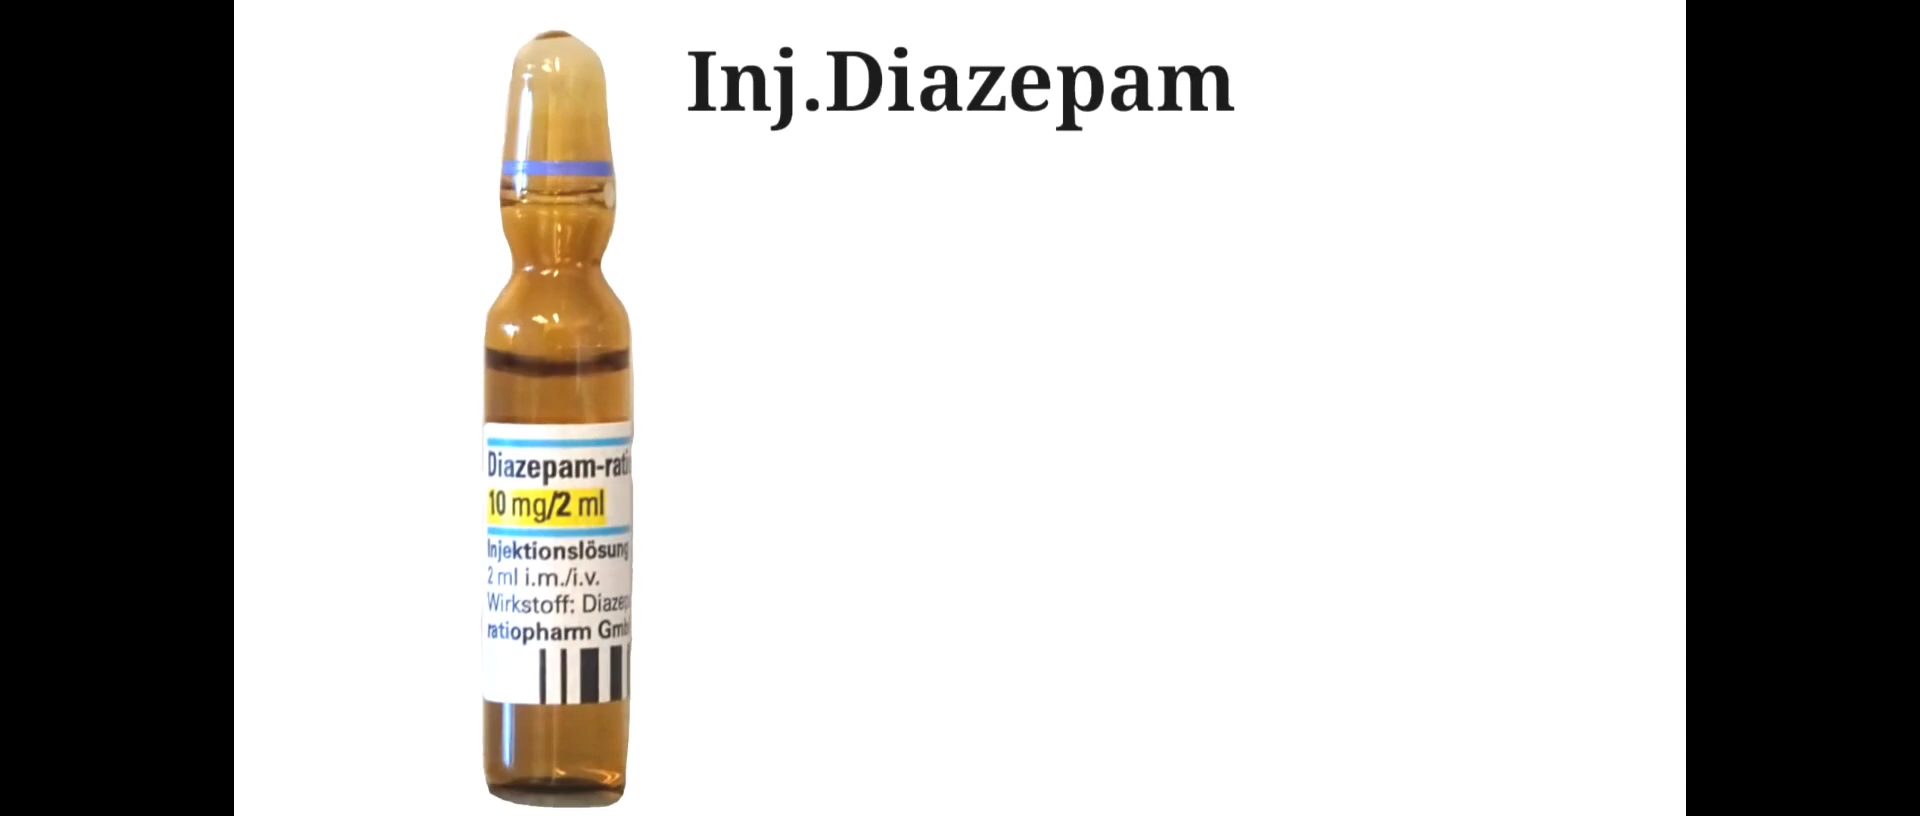 Inj.Diazepam
Diazepam-rati
10 mg/2 ml
Injektionslösung
2 ml i.m./i.v.
Wirkstoff: Diazep
ratiopharm Gmb